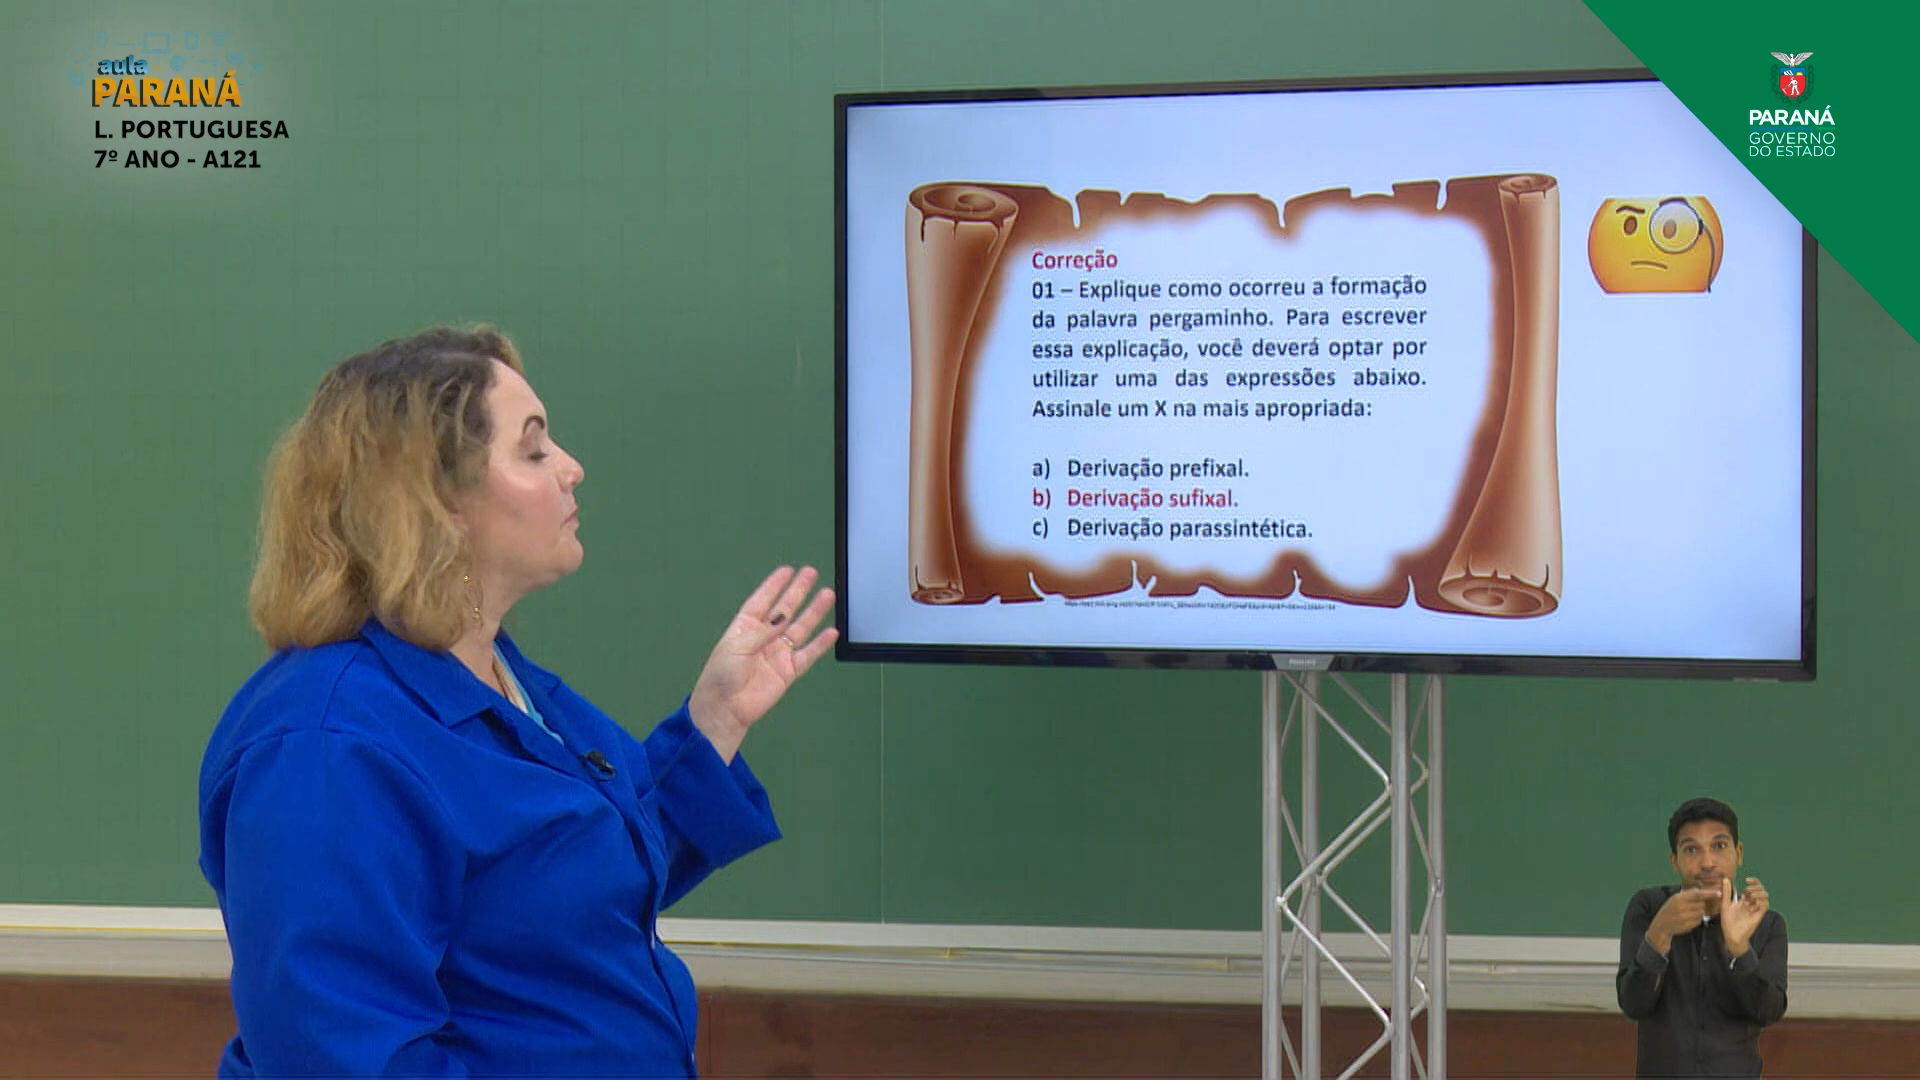 aula
PARANÁ
L. PORTUGUESA
7º ANO - A121
PARANÁ
GOVERNO
DO ESTADO
Correção
01 – Explique como ocorreu a formação
da palavra pergaminho. Para escrever
essa explicação, você deverá optar por
utilizar uma das expressões abaixo.
Assinale um X na mais apropriada:
a) Derivação prefixal.
b) Derivação sufixal.
c) Derivação parassintética.
PHILIPS